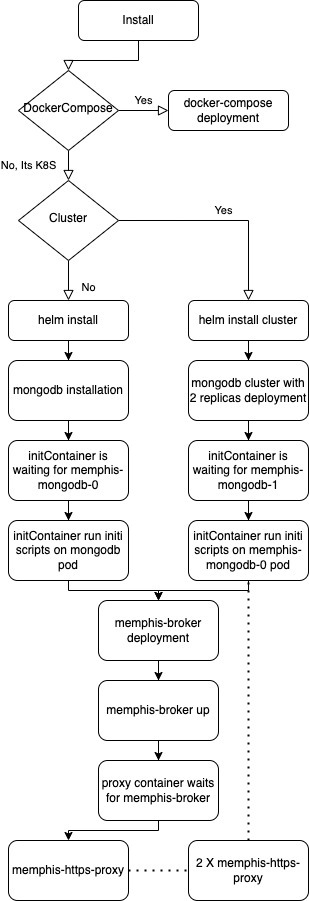 Install
DockerCompose
Yes
docker-compose
deployment
No, Its K8S
Cluster
Yes
No
helm install
helm install cluster
mongodb installation
mongodb cluster with
2 replicas deployment
initContainer is
waiting for memphis-
mongodb-0
initContainer is
waiting for memphis-
mongodb-1
initContainer run initi
scripts on mongodb
pod
initContainer run initi
scripts on memphis-
mongodb-0 pod
memphis-broker
deployment
memphis-broker up
proxy container waits
for memphis-broker
memphis-https-proxy
2 X memphis-https-
proxy